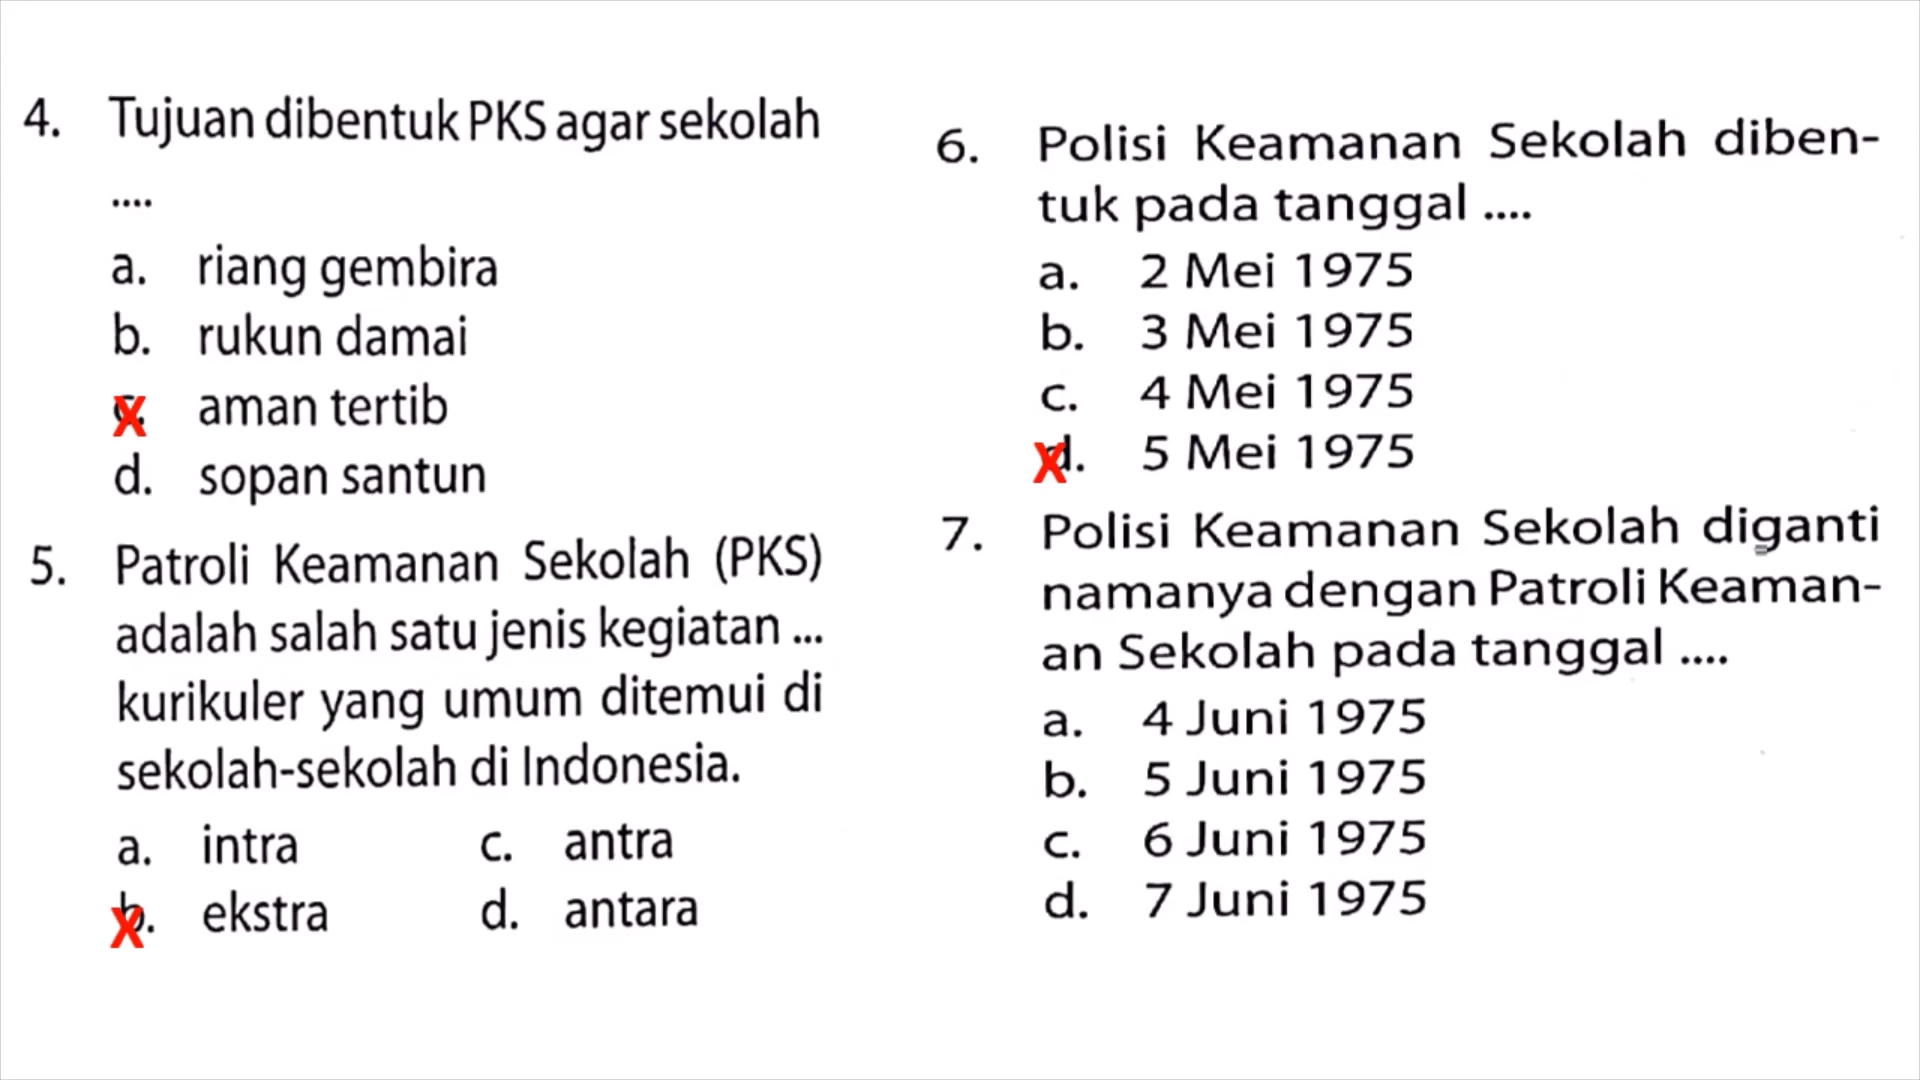 4. Tujuan dibentuk PKS agar sekolah
....
a. riang gembira
b. rukun damai
X c. aman tertib
d. sopan santun
5. Patroli Keamanan Sekolah (PKS)
adalah salah satu jenis kegiatan ...
kurikuler yang umum ditemui di
sekolah-sekolah di Indonesia.
a. intra c. antra
X b. ekstra d. antara
6. Polisi Keamanan Sekolah diben-
tuk pada tanggal ....
a. 2 Mei 1975
b. 3 Mei 1975
c. 4 Mei 1975
X d. 5 Mei 1975
7. Polisi Keamanan Sekolah diganti
namanya dengan Patroli Keaman-
an Sekolah pada tanggal ....
a. 4 Juni 1975
b. 5 Juni 1975
c. 6 Juni 1975
d. 7 Juni 1975